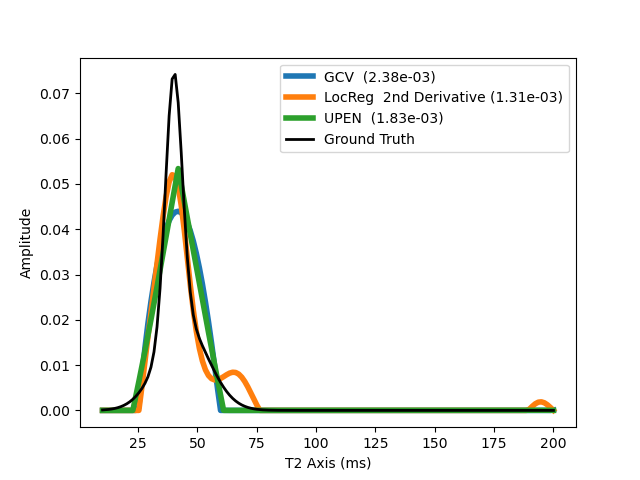 GCV  (2.38e-03)
LocReg  2nd Derivative (1.31e-03)
UPEN  (1.83e-03)
Ground Truth
0.07
0.06
0.05
0.04
0.03
0.02
0.01
0.00
Amplitude
25 50 75 100 125 150 175 200
T2 Axis (ms)